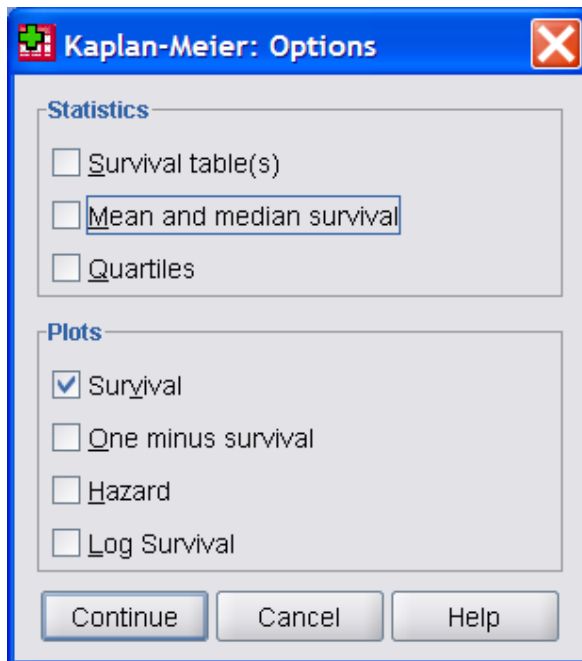 Kaplan-Meier: Options
Statistics
Survival table(s)
Mean and median survival
Quartiles
Plots
Survival
One minus survival
Hazard
Log Survival
Continue Cancel Help